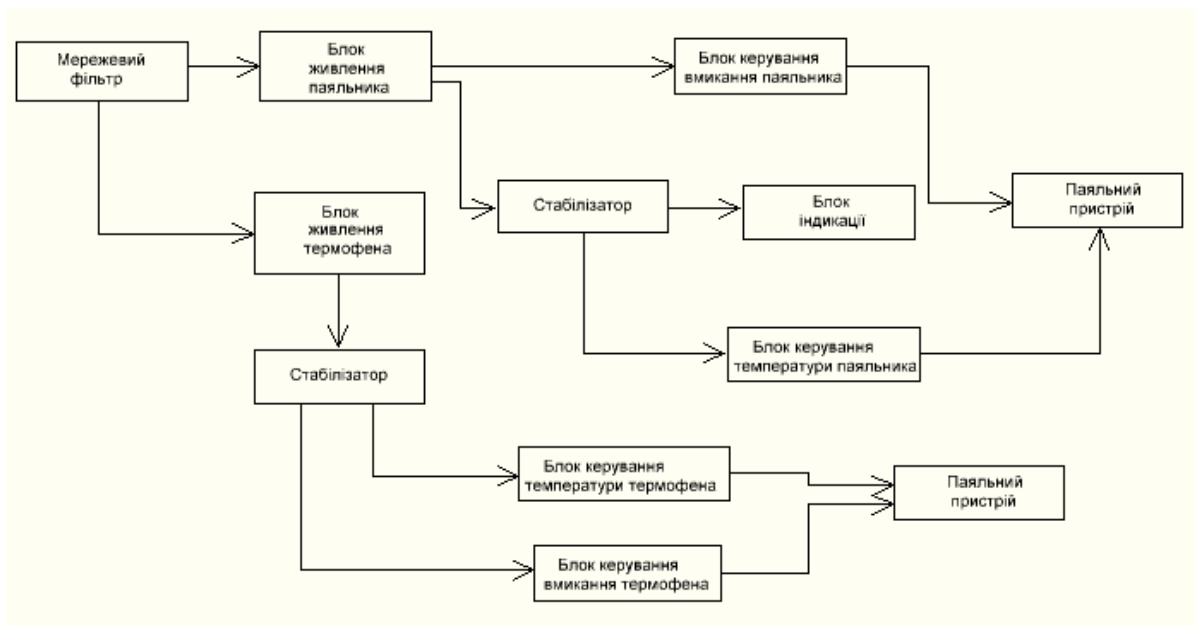 Мережевий
фільтр
Блок
живлення
паяльника
Блок керування
вмикання паяльника
Блок
живлення
термофена
Стабілізатор
Блок
індикації
Паяльний
пристрій
Стабілізатор
Блок керування
температури паяльника
Блок керування
температури термофена
Паяльний
пристрій
Блок керування
вмикання термофена